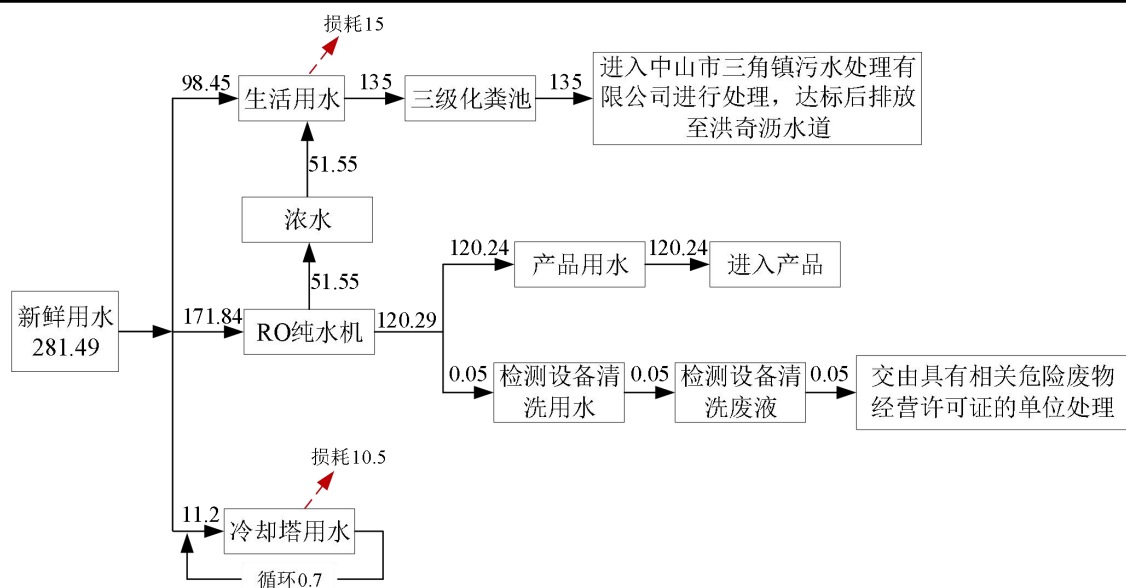 损耗15
98.45
生活用水
135
三级化粪池
135
进入中山市三角镇污水处理有
限公司进行处理，达标后排放
至洪奇沥水道
51.55
浓水
51.55
新鲜用水
281.49
171.84
RO纯水机
120.29
120.24
产品用水
120.24
进入产品
0.05
检测设备清
洗用水
0.05
检测设备清
洗废液
0.05
交由具有相关危险废物
经营许可证的单位处理
损耗10.5
11.2
冷却塔用水
循环0.7